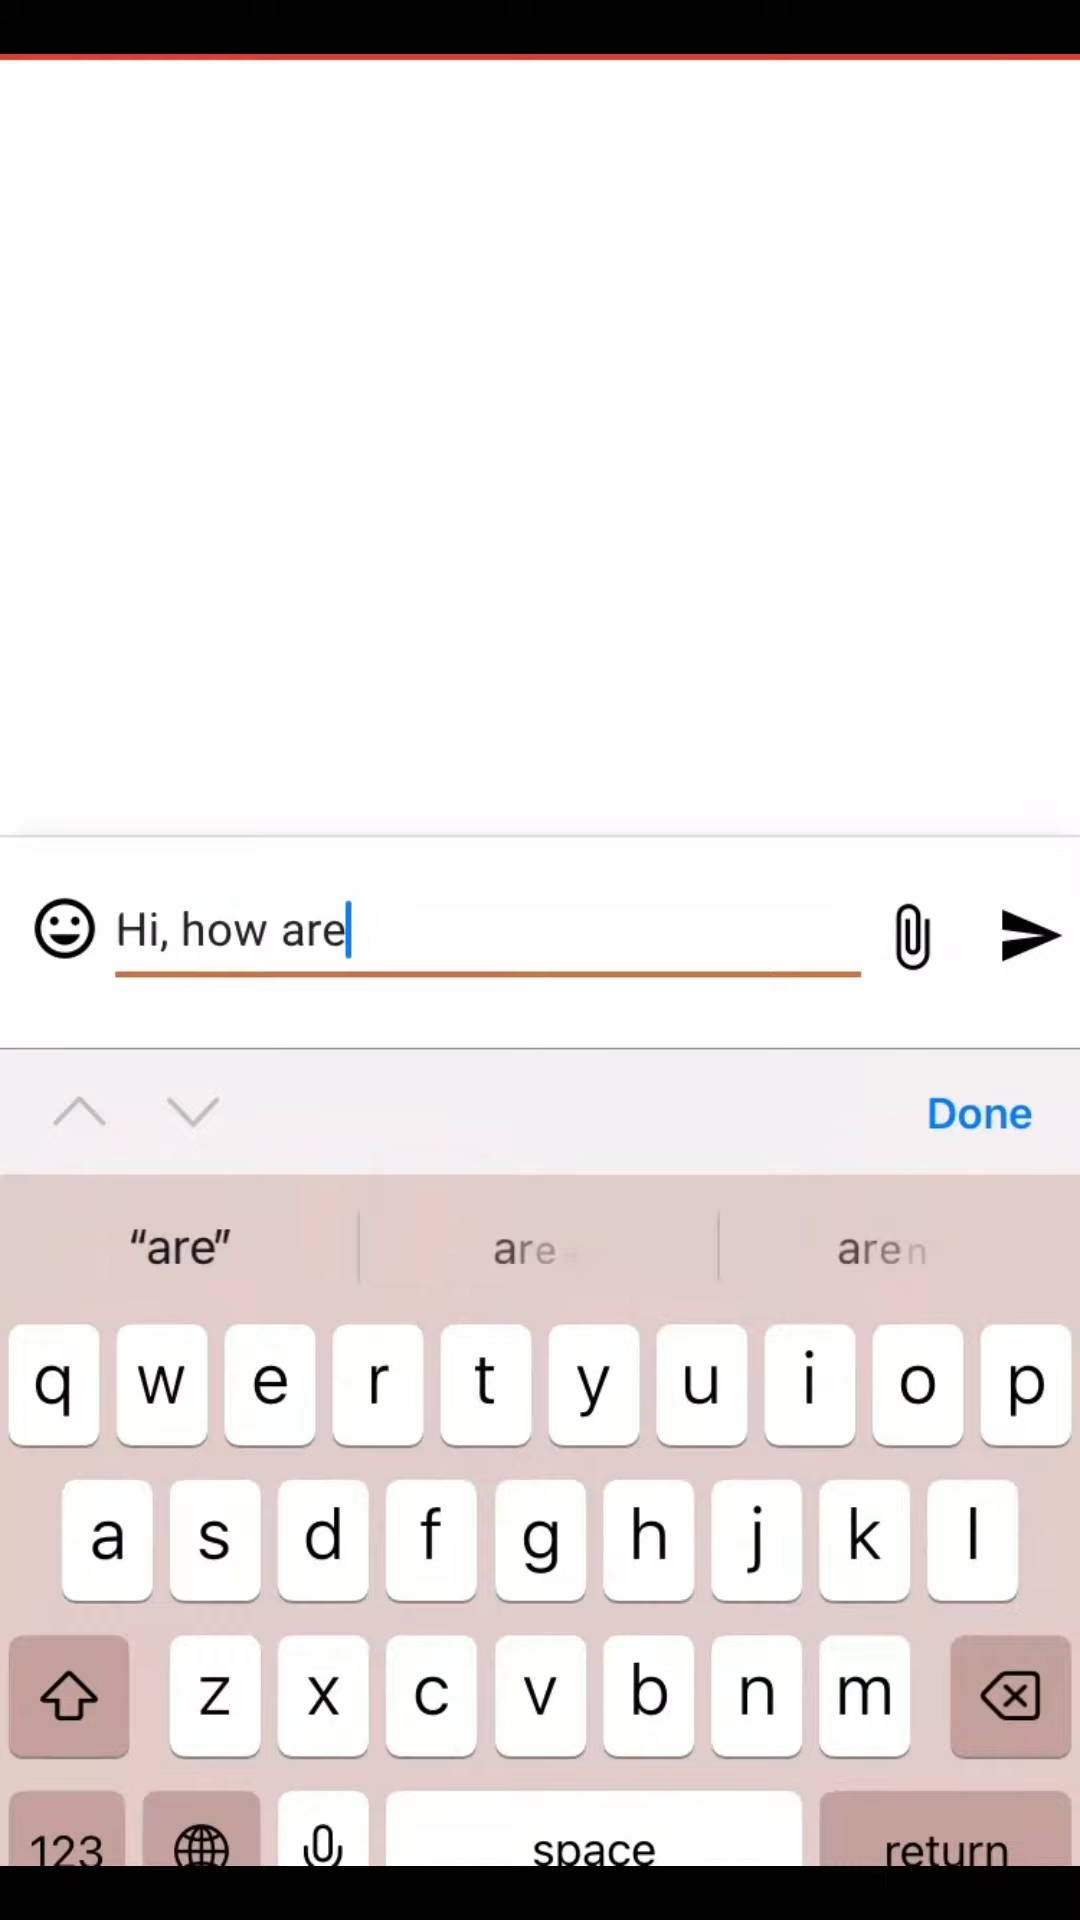 Hi, how are
Done
“are” are aren
q w e r t y u i o p
a s d f g h j k l
z x c v b n m
123 space return